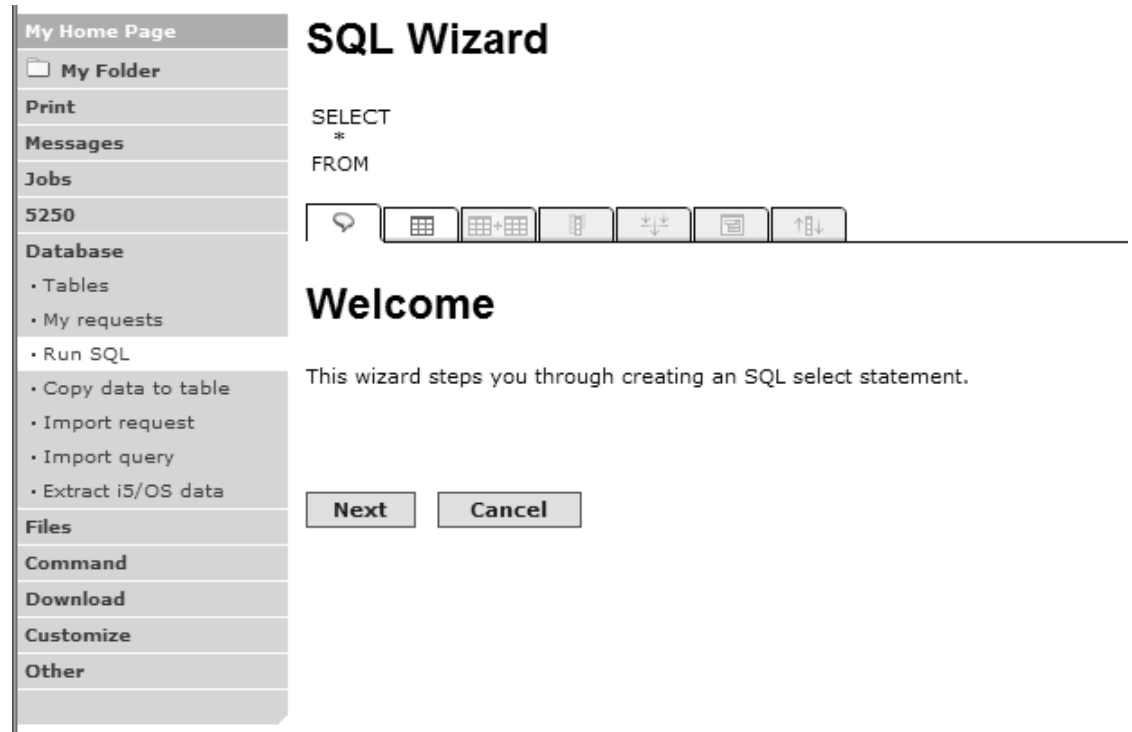 My Home Page
My Folder
Print
Messages
Jobs
5250
Database
• Tables
• My requests
• Run SQL
• Copy data to table
• Import request
• Import query
• Extract i5/OS data
Files
Command
Download
Customize
Other
SQL Wizard
SELECT
*
FROM
Welcome
This wizard steps you through creating an SQL select statement.
Next
Cancel